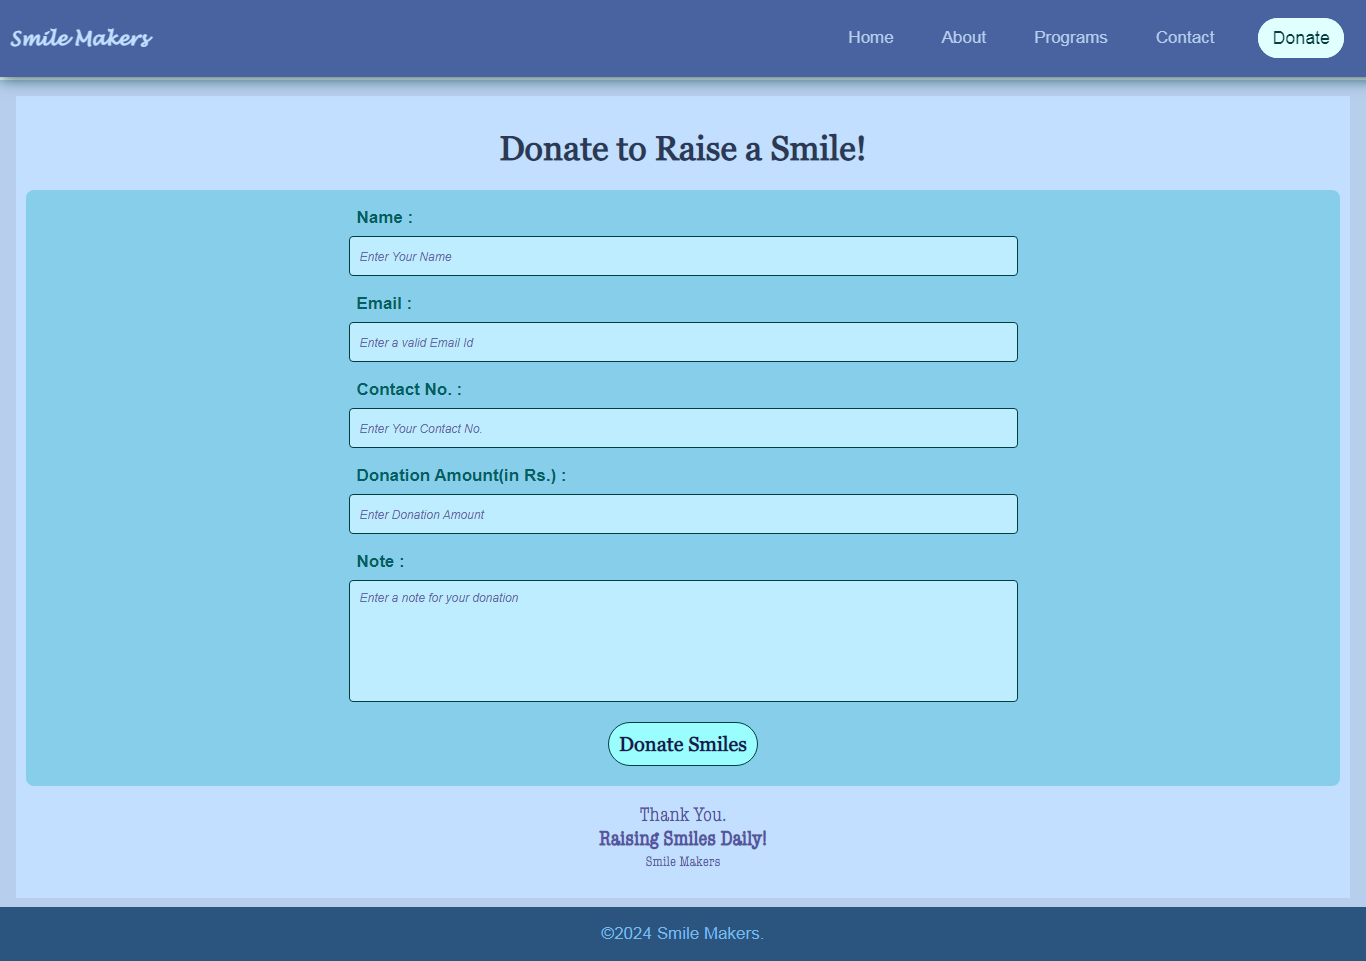 Smile Makers
Home About Programs Contact Donate
Donate to Raise a Smile!
Name :
Enter Your Name
Email :
Enter a valid Email Id
Contact No. :
Enter Your Contact No.
Donation Amount(in Rs.) :
Enter Donation Amount
Note :
Enter a note for your donation
Donate Smiles
Thank You.
Raising Smiles Daily!
Smile Makers
©2024 Smile Makers.